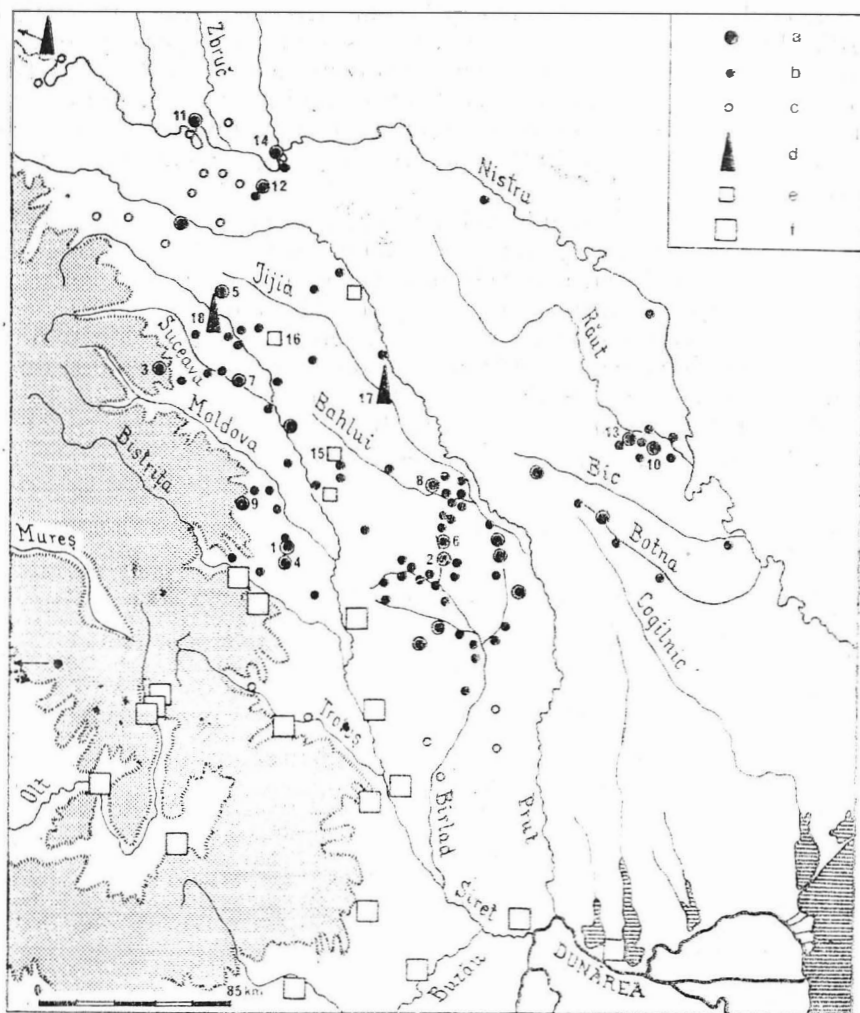 Zbruč
a
b
c
d
e
f
11
14
12
Nistru
Jijia
5
18
16
Răut
Suceava
3
7
17
Moldova
Bahlui
Bistrița
15
13
10
8
Bîc
9
Botna
6
1
2
4
Mureș
Cogîlnic
Trotuș
Olt
Bîrlad
Prut
Siret
Buzău
DUNĂREA
0
85 km